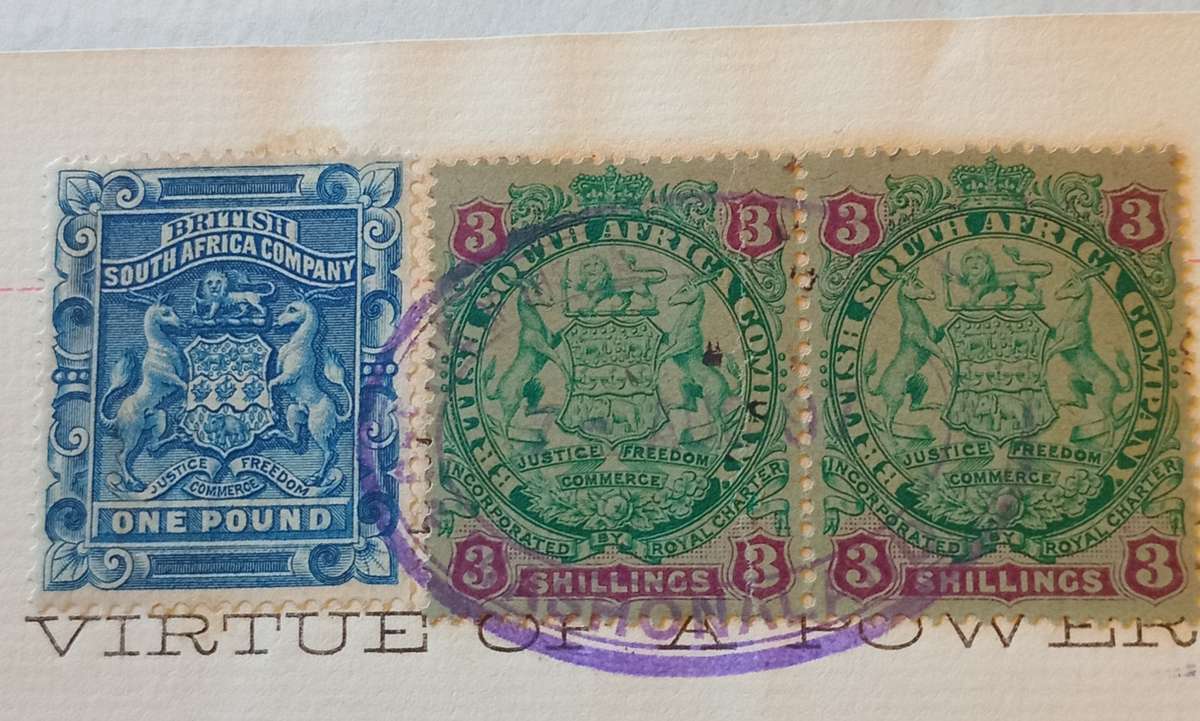 BRITISH
SOUTH AFRICA COMPANY
JUSTICE FREEDOM
COMMERCE
ONE POUND
3 3
BRITISH SOUTH AFRICA COMPANY
JUSTICE FREEDOM
COMMERCE
INCORPORATED BY ROYAL CHARTER
3 SHILLINGS 3
3 3
BRITISH SOUTH AFRICA COMPANY
JUSTICE FREEDOM
COMMERCE
INCORPORATED BY ROYAL CHARTER
3 SHILLINGS 3
VIRTUE OF A POWER